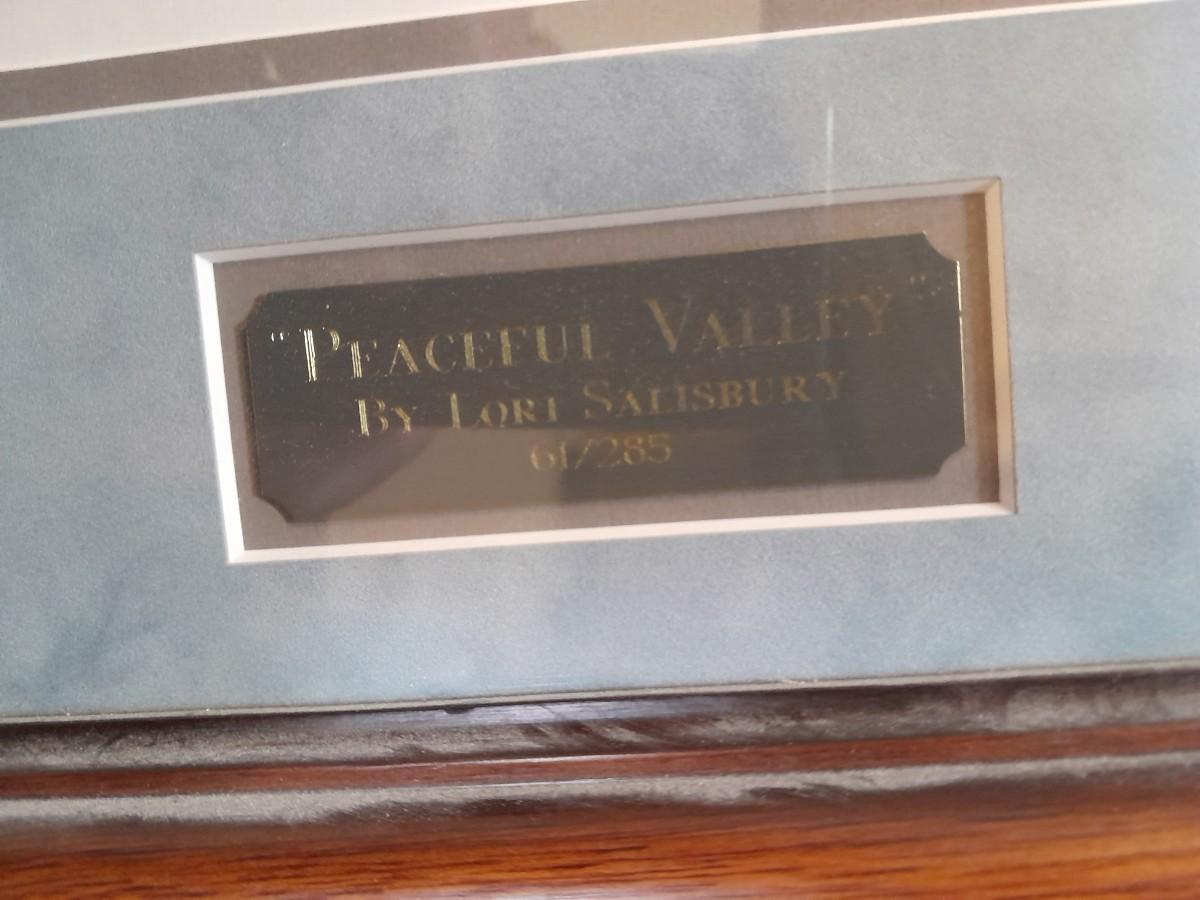 "PEACEFUL VALLEY"
BY LORI SALISBURY
61/285